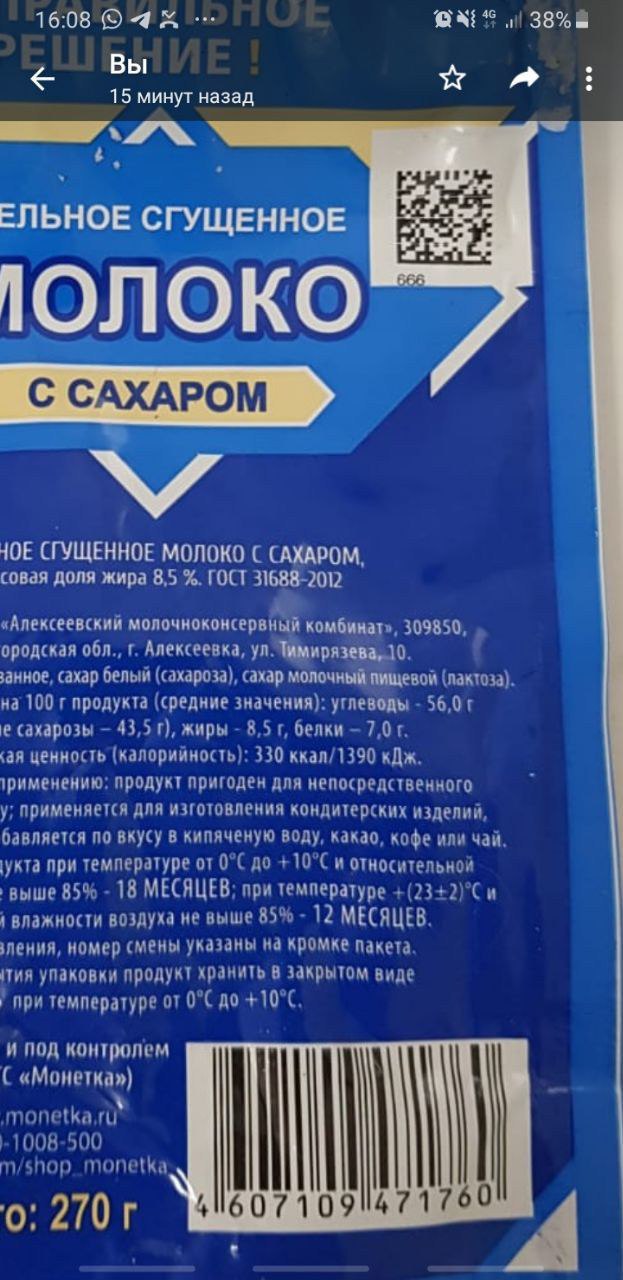 16:08
4G
38%
ПРАВИЛЬНОЕ
РЕШЕНИЕ !
Вы
15 минут назад
ЕЛЬНОЕ СГУЩЕННОЕ
МОЛОКО
666
С САХАРОМ
НОЕ СГУЩЕННОЕ МОЛОКО С САХАРОМ,
совая доля жира 8,5 %. ГОСТ 31688-2012
«Алексеевский молочноконсервный комбинат», 309850,
ородская обл., г. Алексеевка, ул. Тимирязева, 10.
ванное, сахар белый (сахароза), сахар молочный пищевой (лактоза).
на 100 г продукта (средние значения): углеводы - 56,0 г
е сахарозы – 43,5 г), жиры - 8,5 г, белки – 7,0 г.
кая ценность (калорийность): 330 ккал/1390 кДж.
применению: продукт пригоден для непосредственного
у; применяется для изготовления кондитерских изделий,
бавляется по вкусу в кипяченую воду, какао, кофе или чай.
дукта при температуре от 0°С до +10°С и относительной
е выше 85% - 18 МЕСЯЦЕВ; при температуре +(23±2)°С и
й влажности воздуха не выше 85% - 12 МЕСЯЦЕВ.
вления, номер смены указаны на кромке пакета.
ытия упаковки продукт хранить в закрытом виде
при температуре от 0°С до +10°С.
и под контролем
ТС «Монетка»)
.monetka.ru
)-1008-500
m/shop_monetka
то: 270 г
4 607109 471760